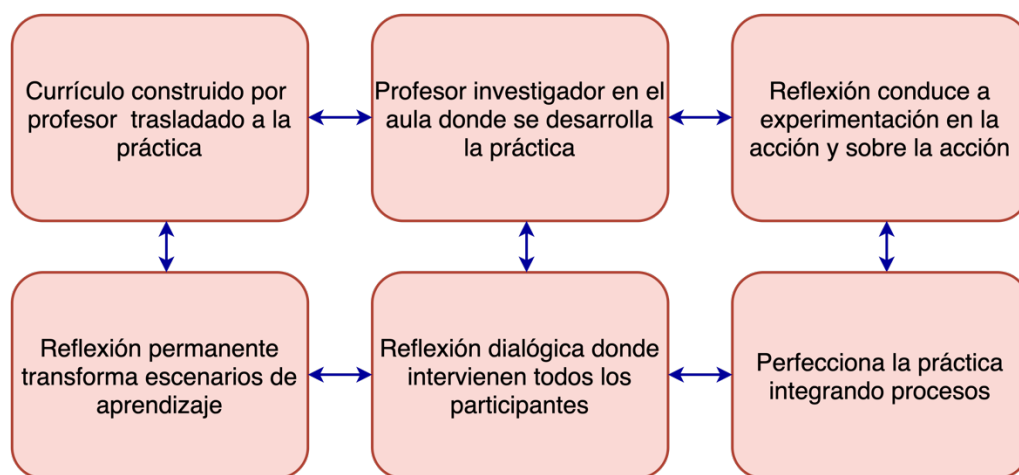 Currículo construido por
profesor trasladado a la
práctica
Profesor investigador en el
aula donde se desarrolla
la práctica
Reflexión conduce a
experimentación en la
acción y sobre la acción
Reflexión permanente
transforma escenarios de
aprendizaje
Reflexión dialógica donde
intervienen todos los
participantes
Perfecciona la práctica
integrando procesos